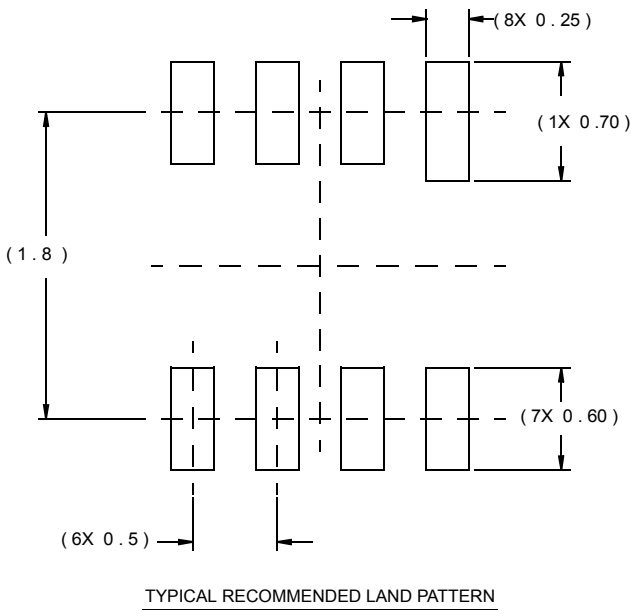 ( 8X 0 . 25 )
( 1X 0 .70 )
( 1 . 8 )
( 7X 0 . 60 )
( 6X 0 . 5 )
TYPICAL RECOMMENDED LAND PATTERN